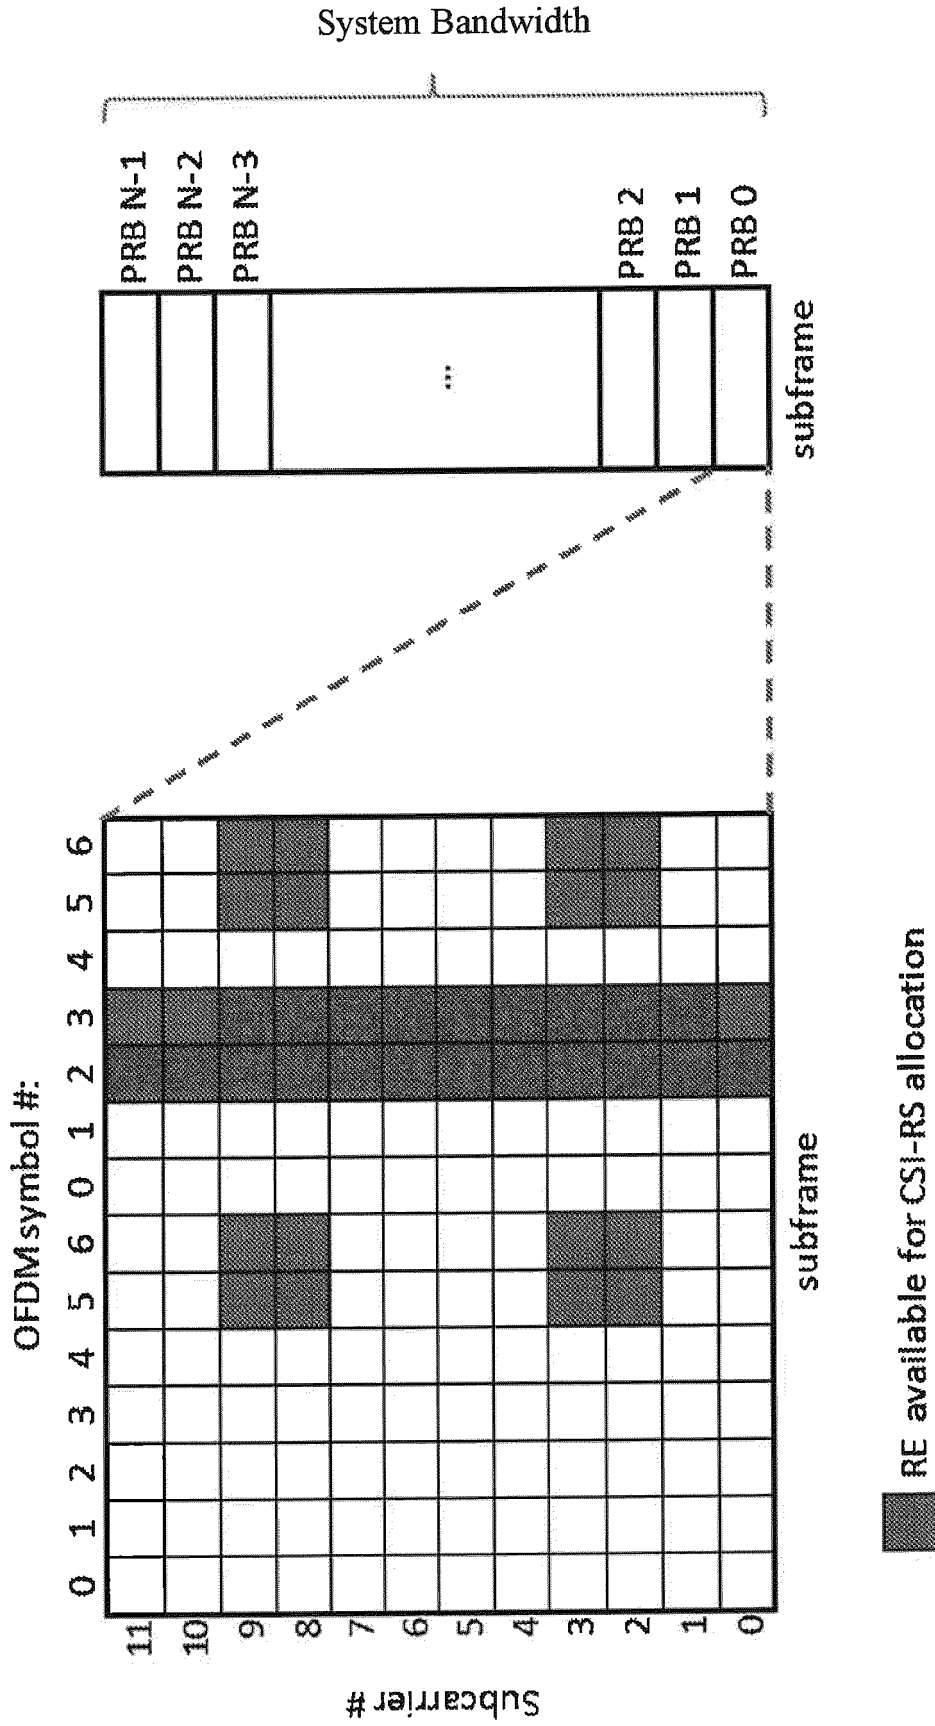 System Bandwidth
OFDM symbol #:
0 1 2 3 4 5 6 0 1 2 3 4 5 6
11
10
9
8
7
6
5
4
3
2
1
0
Subcarrier #
subframe
PRB N-1
PRB N-2
PRB N-3
...
PRB 2
PRB 1
PRB 0
subframe
RE available for CSI-RS allocation